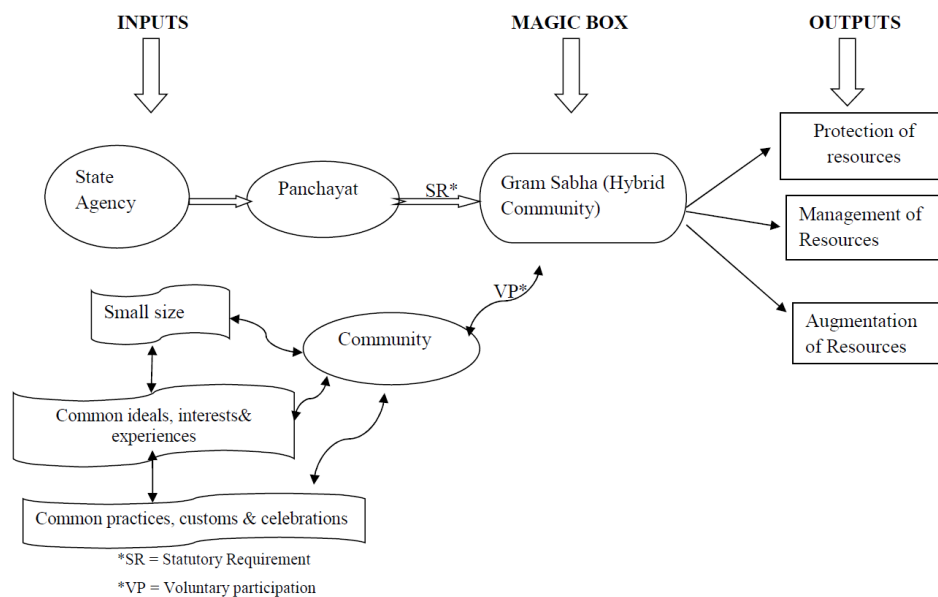 INPUTS
MAGIC BOX
OUTPUTS
State
Agency
Panchayat
SR*
Gram Sabha (Hybrid
Community)
Protection of
resources
Management of
Resources
Augmentation
of Resources
VP*
Small size
Community
Common ideals, interests&
experiences
Common practices, customs & celebrations
*SR = Statutory Requirement
*VP = Voluntary participation